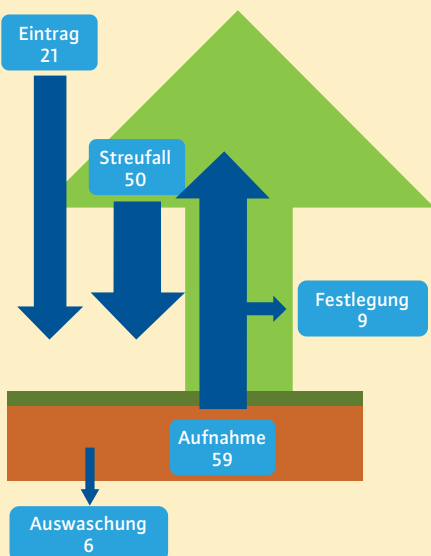 Eintrag
21
Streufall
50
Festlegung
9
Aufnahme
59
Auswaschung
6